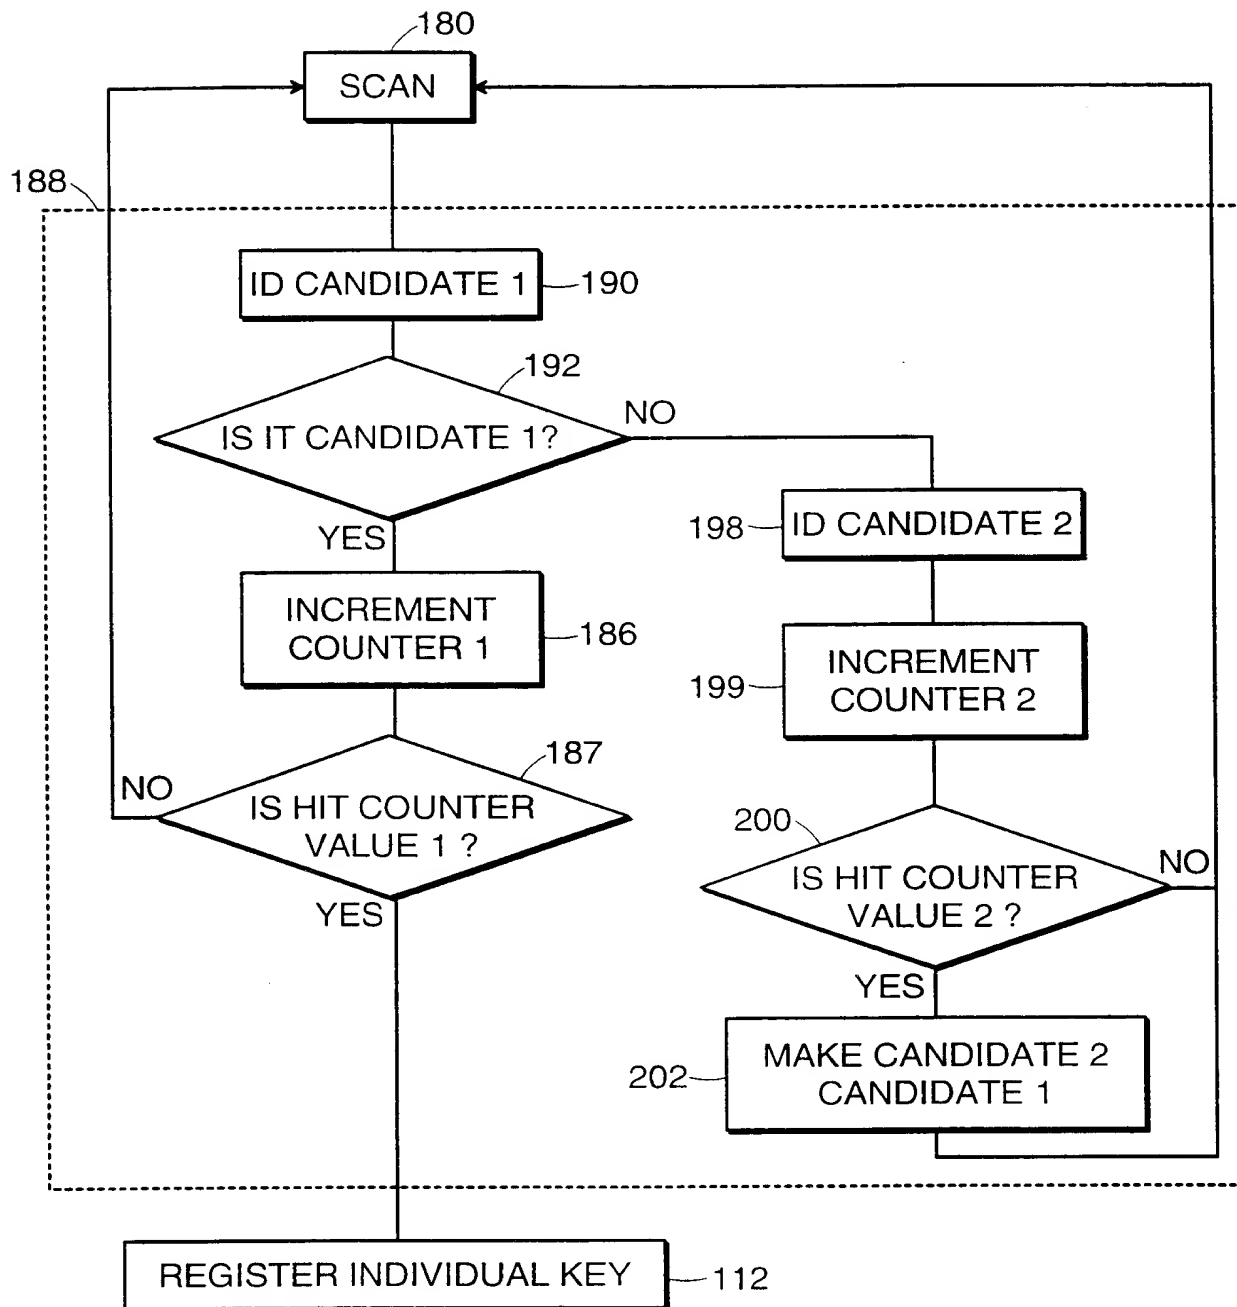 180
SCAN
188
ID CANDIDATE 1
190
192
IS IT CANDIDATE 1?
NO
YES
198
ID CANDIDATE 2
INCREMENT
COUNTER 1
186
199
INCREMENT
COUNTER 2
187
NO
IS HIT COUNTER
VALUE 1 ?
YES
200
IS HIT COUNTER
VALUE 2 ?
NO
YES
202
MAKE CANDIDATE 2
CANDIDATE 1
REGISTER INDIVIDUAL KEY
112